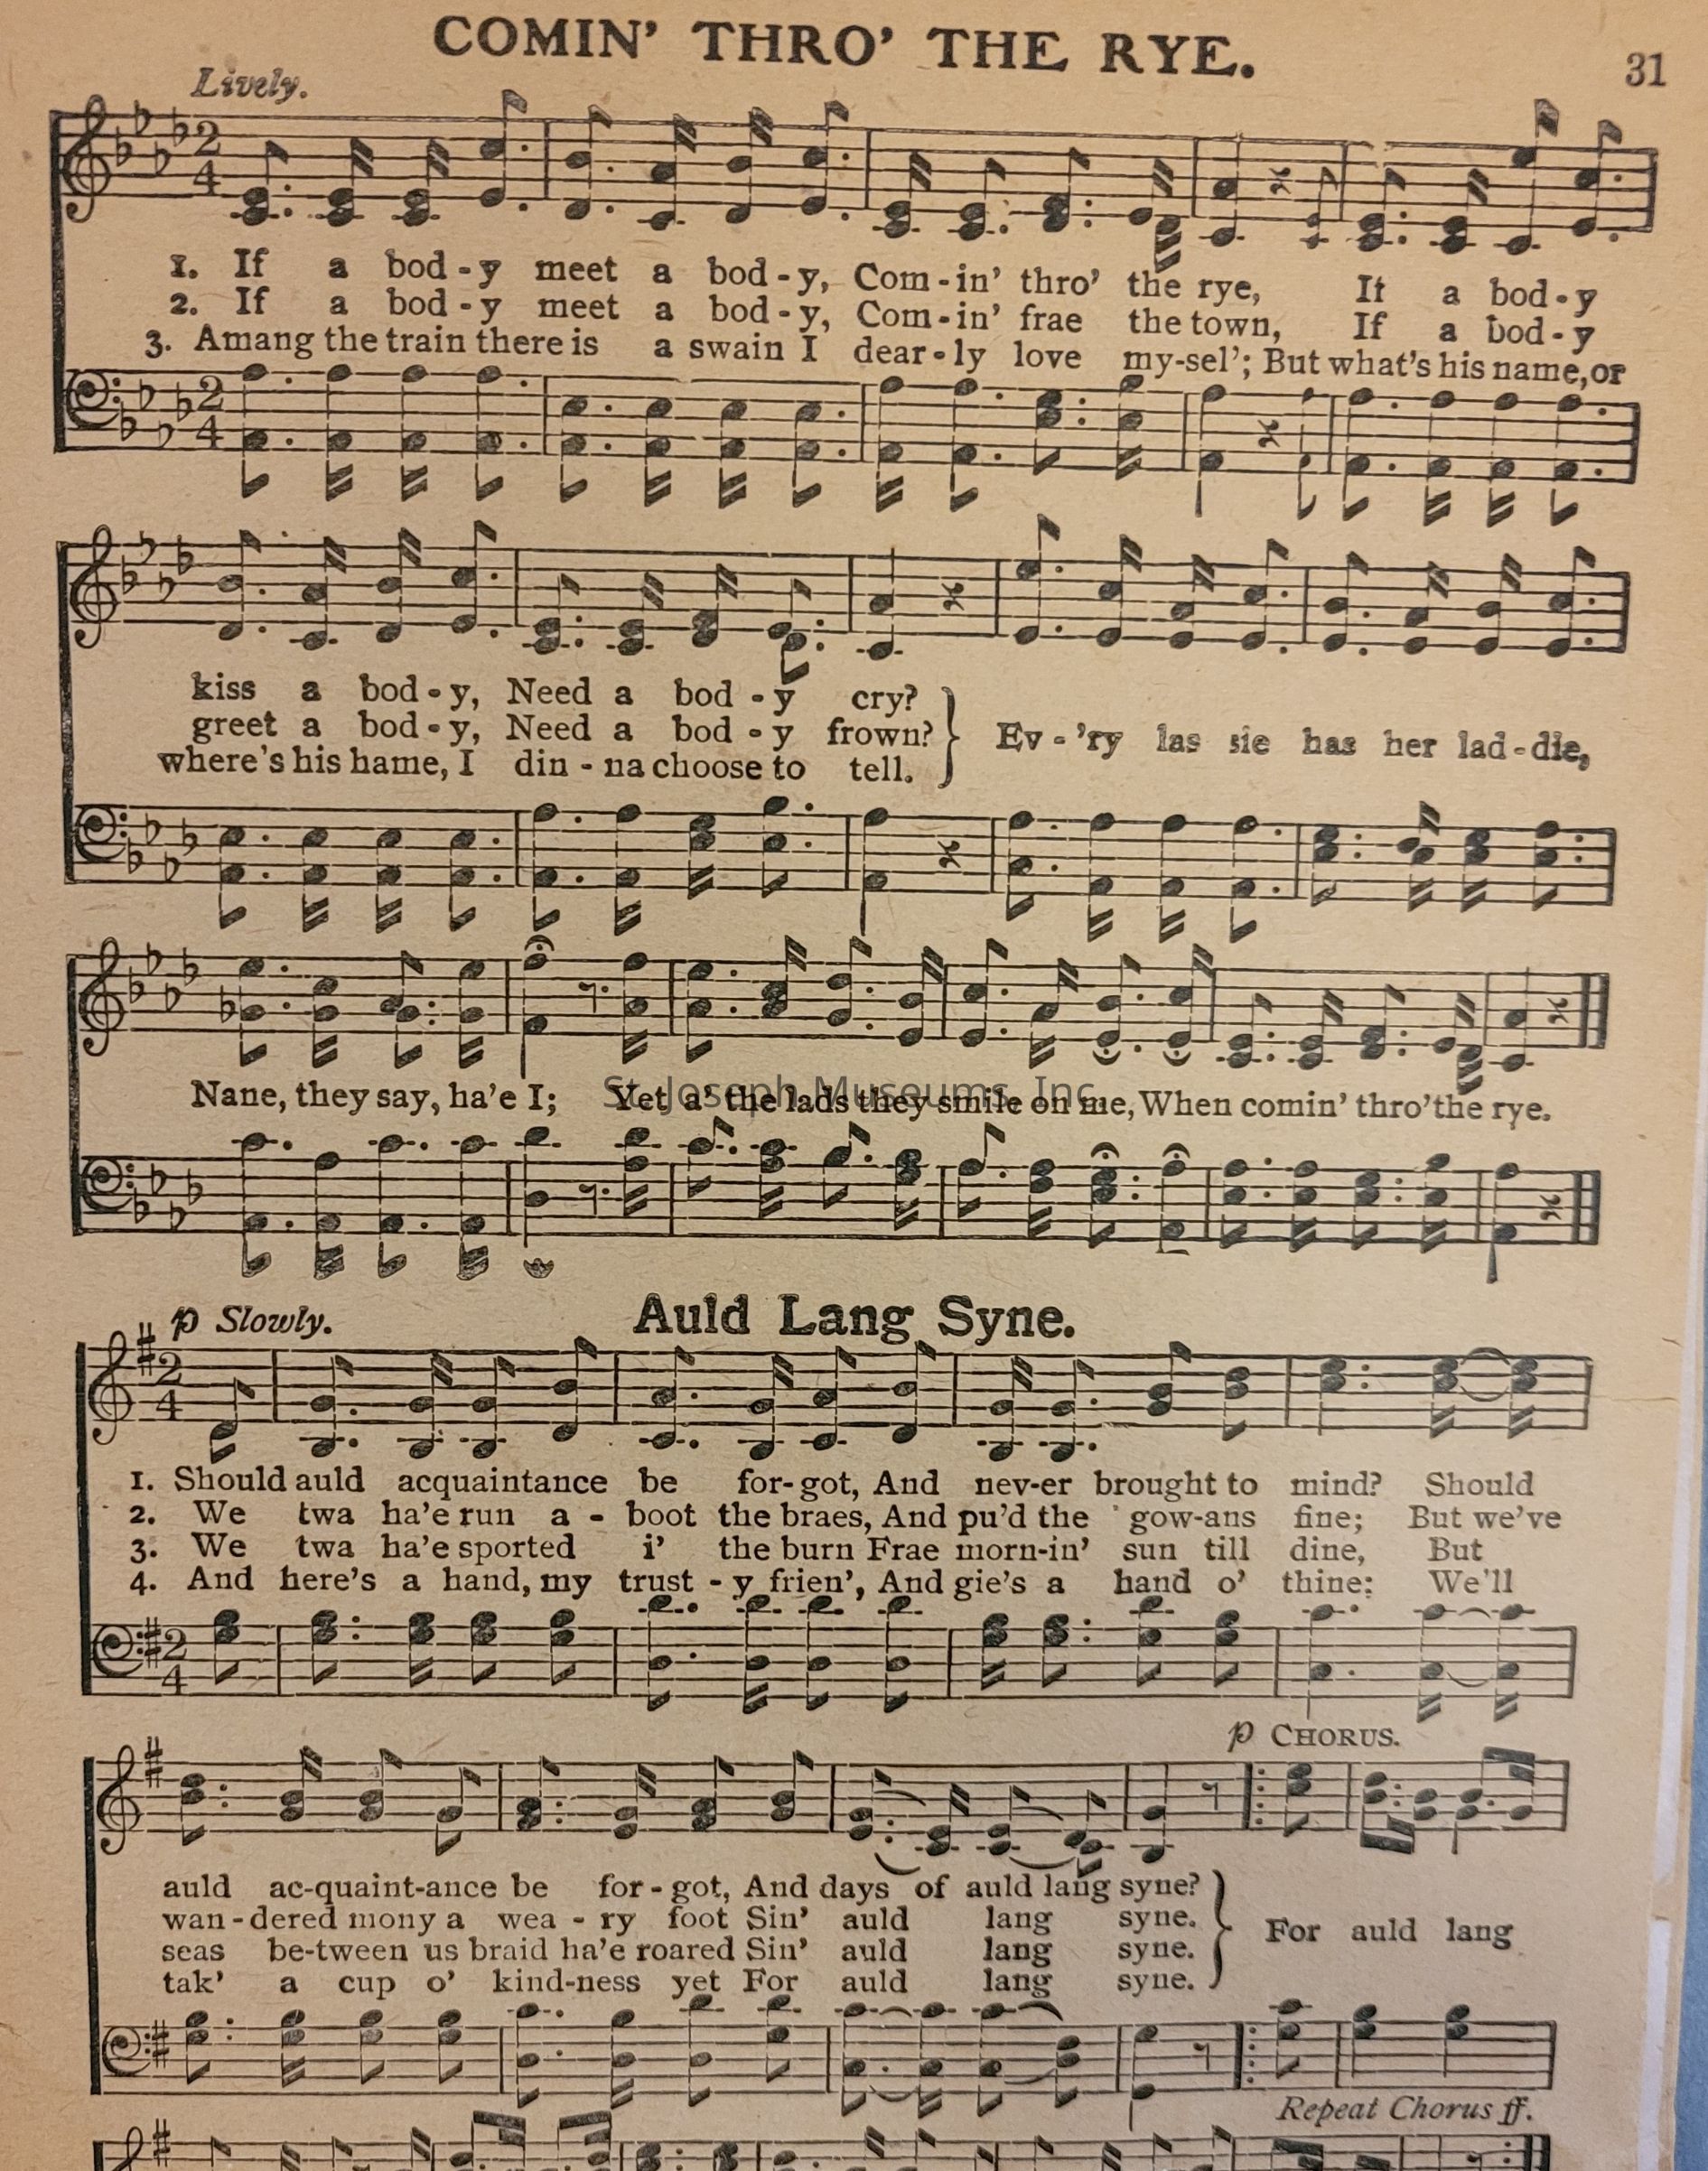 COMIN' THRO' THE RYE.
31
Lively.
1. If a bod-y meet a bod-y, Com-in' thro' the rye, If a bod-y
2. If a bod-y meet a bod-y, Com-in' frae the town, If a bod-y
3. Amang the train there is a swain I dear-ly love my-sel'; But what's his name, or
kiss a bod-y, Need a bod-y cry?
greet a bod-y, Need a bod-y frown?
where's his hame, I din-na choose to tell.
Ev-'ry las sie has her lad-die,
Nane, they say, ha'e I; Yet a' the lads they smile on me, When comin' thro' the rye.
St. Joseph Museums, Inc.
p Slowly.
Auld Lang Syne.
1. Should auld acquaintance be for-got, And nev-er brought to mind? Should
2. We twa ha'e run a-boot the braes, And pu'd the gow-ans fine; But we've
3. We twa ha'e sported i' the burn Frae morn-in' sun till dine, But
4. And here's a hand, my trust-y frien', And gie's a hand o' thine; We'll
p CHORUS.
auld ac-quaint-ance be for-got, And days of auld lang syne?
wan-dered mony a wea-ry foot Sin' auld lang syne.
seas be-tween us braid ha'e roared Sin' auld lang syne.
tak' a cup o' kind-ness yet For auld lang syne.
For auld lang
Repeat Chorus ff.